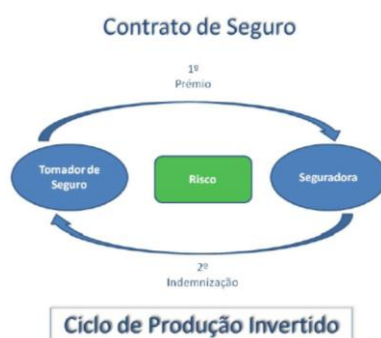 Contrato de Seguro
1º
Prémio
Tomador de
Seguro
Risco
Seguradora
2º
Indemnização
Ciclo de Produção Invertido